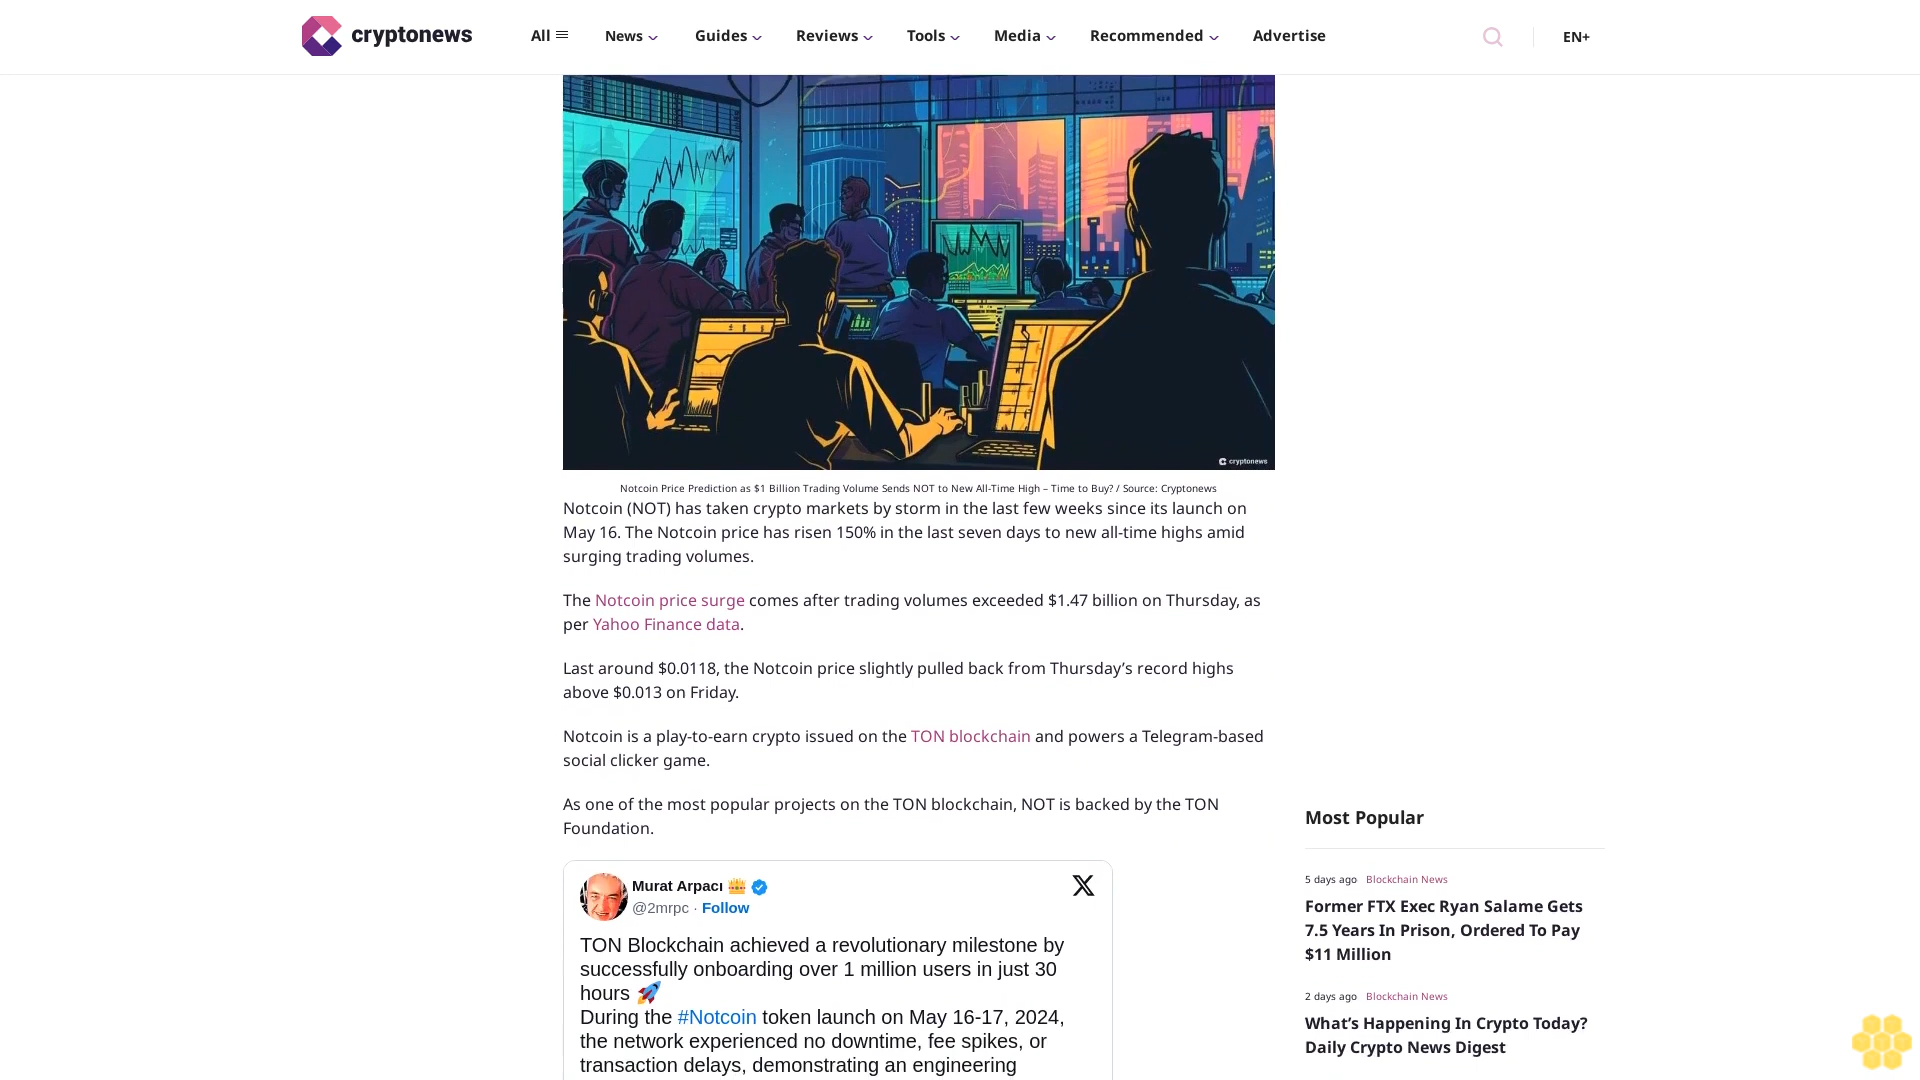 cryptonews
All
News
Guides
Reviews
Tools
Media
Recommended
Advertise
EN+
cryptonews
Notcoin Price Prediction as $1 Billion Trading Volume Sends NOT to New All-Time High – Time to Buy? / Source: Cryptonews
Notcoin (NOT) has taken crypto markets by storm in the last few weeks since its launch on
May 16. The Notcoin price has risen 150% in the last seven days to new all-time highs amid
surging trading volumes.
The Notcoin price surge comes after trading volumes exceeded $1.47 billion on Thursday, as
per Yahoo Finance data.
Last around $0.0118, the Notcoin price slightly pulled back from Thursday’s record highs
above $0.013 on Friday.
Notcoin is a play-to-earn crypto issued on the TON blockchain and powers a Telegram-based
social clicker game.
As one of the most popular projects on the TON blockchain, NOT is backed by the TON
Foundation.
Murat Arpacı 👑
@2mrpc · Follow
TON Blockchain achieved a revolutionary milestone by
successfully onboarding over 1 million users in just 30
hours 🚀
During the #Notcoin token launch on May 16-17, 2024,
the network experienced no downtime, fee spikes, or
transaction delays, demonstrating an engineering
Most Popular
5 days ago Blockchain News
Former FTX Exec Ryan Salame Gets
7.5 Years In Prison, Ordered To Pay
$11 Million
2 days ago Blockchain News
What’s Happening In Crypto Today?
Daily Crypto News Digest